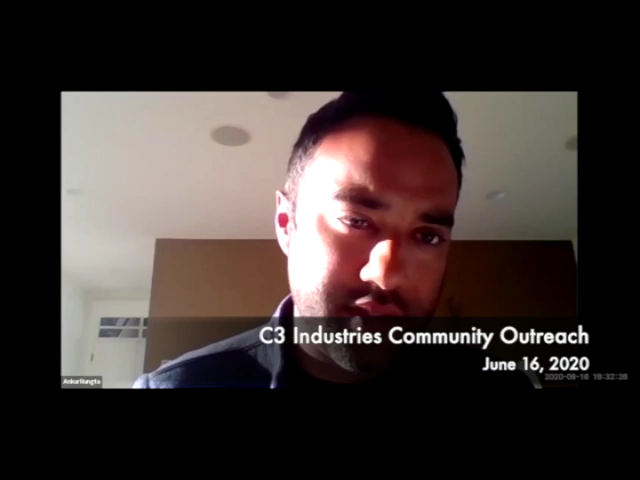 C3 Industries Community Outreach
June 16, 2020
AnkurRungta
2020-06-16 19:32:26